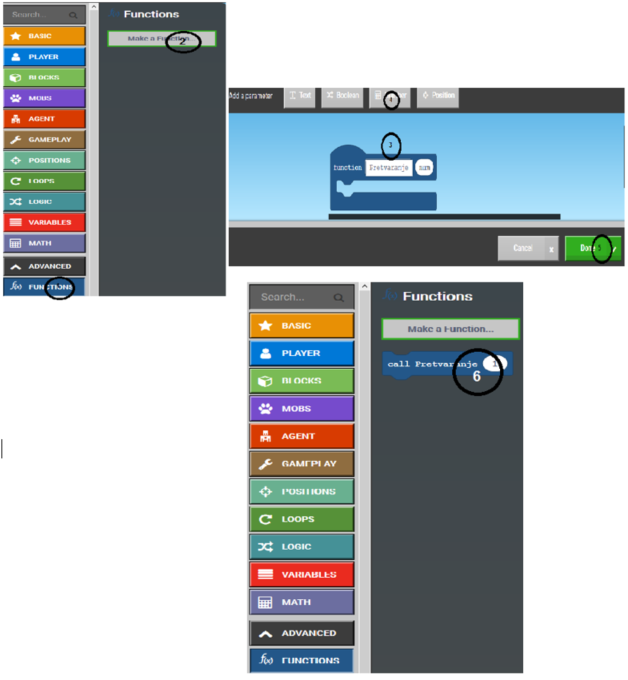 Search...
Functions
Make a Function...
2
BASIC
PLAYER
BLOCKS
MOBS
AGENT
GAMEPLAY
POSITIONS
LOOPS
LOGIC
VARIABLES
MATH
ADVANCED
f(x) FUNCTIONS
Add a parameter
Text
Boolean
Position
4
3
function Pretvaranje num
Cancel x
Done
Search...
Functions
Make a Function...
BASIC
PLAYER
call Pretvaranje 1
6
BLOCKS
MOBS
AGENT
GAMEPLAY
POSITIONS
LOOPS
LOGIC
VARIABLES
MATH
ADVANCED
f(x) FUNCTIONS